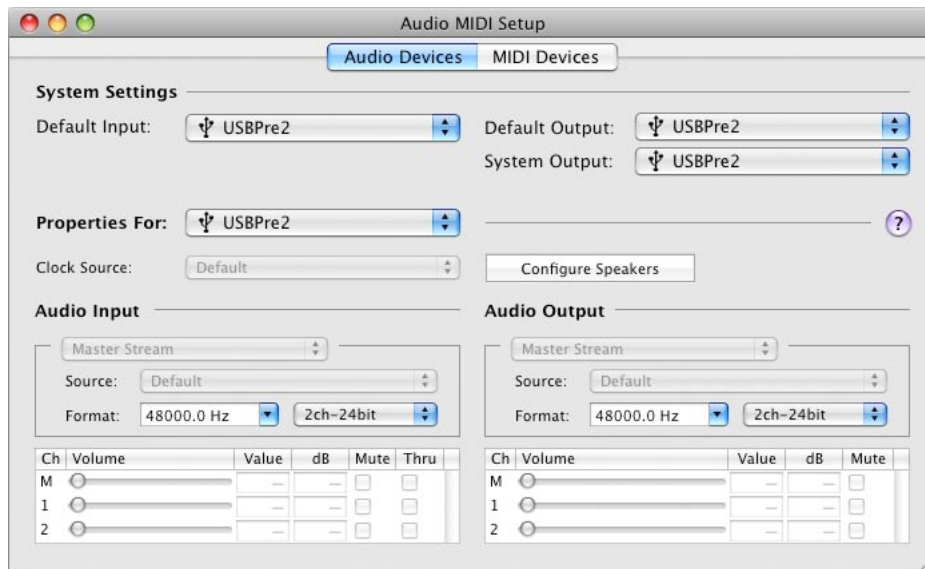 Audio MIDI Setup
Audio Devices MIDI Devices
System Settings
Default Input: USBPre2
Default Output: USBPre2
System Output: USBPre2
Properties For: USBPre2
?
Clock Source: Default
Configure Speakers
Audio Input
Master Stream
Source: Default
Format: 48000.0 Hz 2ch-24bit
Ch Volume Value dB Mute Thru
M — —
1 — —
2 — —
Audio Output
Master Stream
Source: Default
Format: 48000.0 Hz 2ch-24bit
Ch Volume Value dB Mute
M — —
1 — —
2 — —